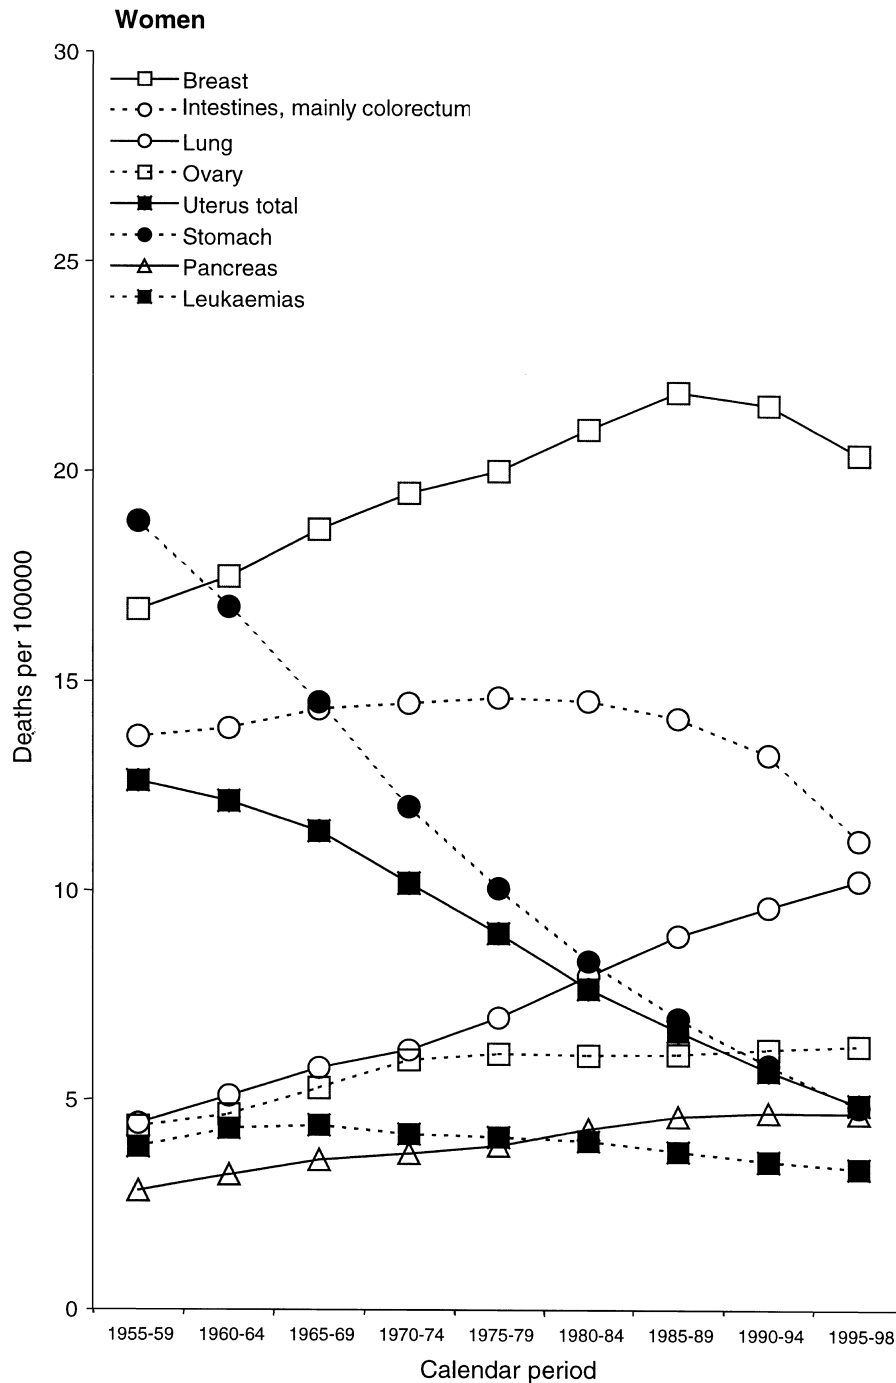 Women
30
Breast
Intestines, mainly colorectum
Lung
Ovary
Uterus total
Stomach
Pancreas
Leukaemias
25
20
15
10
5
0
Deaths per 100000
1955-59 1960-64 1965-69 1970-74 1975-79 1980-84 1985-89 1990-94 1995-98
Calendar period